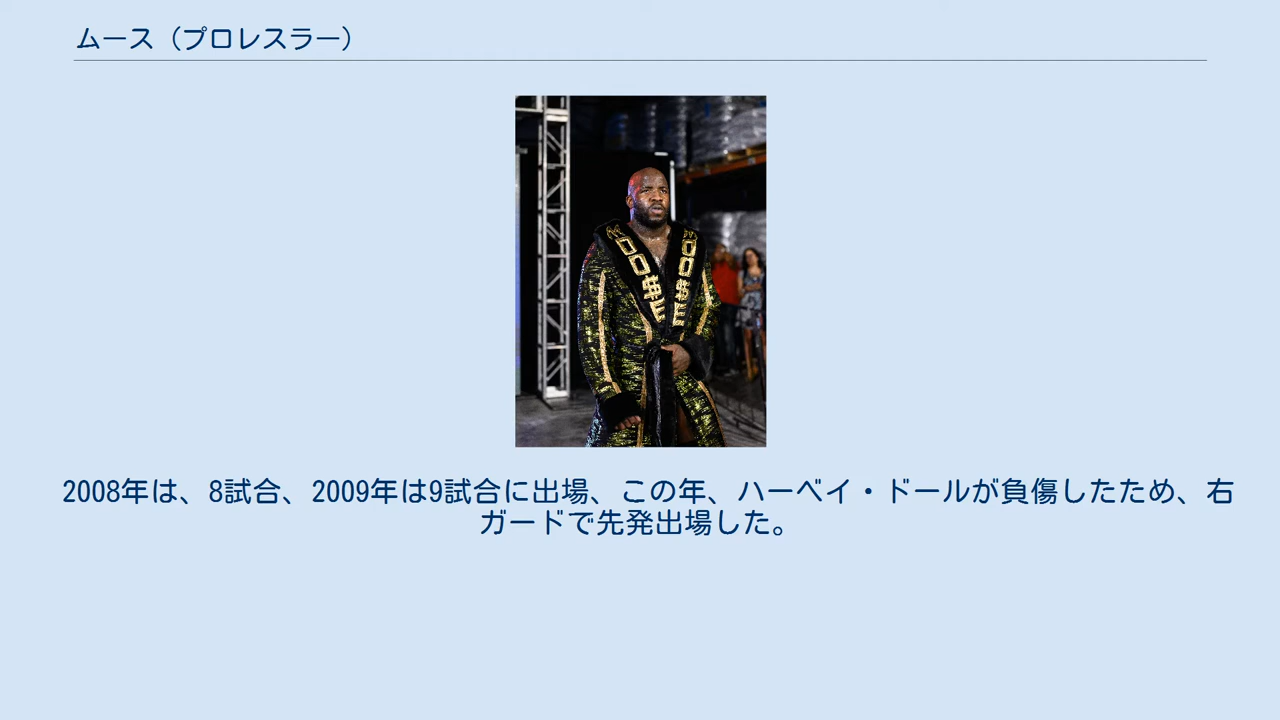 ムース（プロレスラー）
MOO$E
MOO$E
2008年は、8試合、2009年は9試合に出場、この年、ハーベイ・ドールが負傷したため、右
ガードで先発出場した。